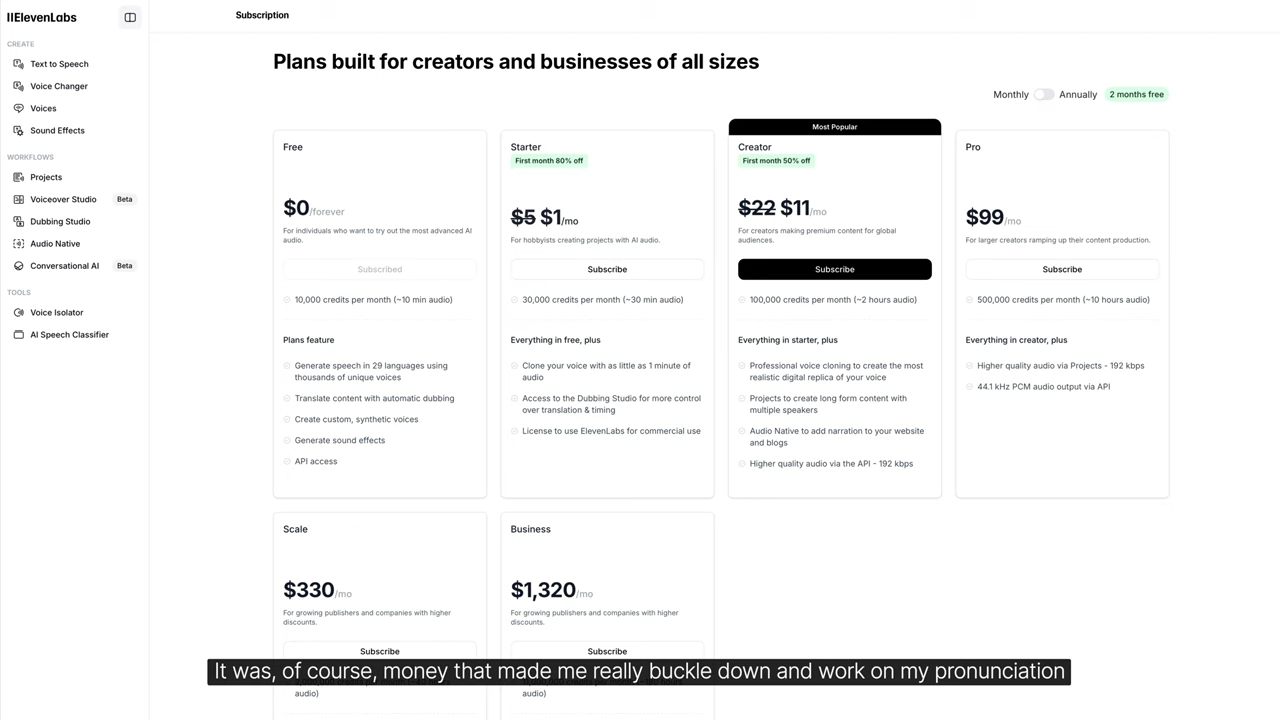 IIElevenLabs
Subscription
CREATE
Text to Speech
Voice Changer
Voices
Sound Effects
WORKFLOWS
Projects
Voiceover Studio Beta
Dubbing Studio
Audio Native
Conversational AI Beta
TOOLS
Voice Isolator
AI Speech Classifier
Plans built for creators and businesses of all sizes
Monthly Annually 2 months free
Free
$0/forever
For individuals who want to try out the most advanced AI
audio.
Subscribed
10,000 credits per month (~10 min audio)
Plans feature
Generate speech in 29 languages using
thousands of unique voices
Translate content with automatic dubbing
Create custom, synthetic voices
Generate sound effects
API access
Starter
First month 80% off
$5 $1/mo
For hobbyists creating projects with AI audio.
Subscribe
30,000 credits per month (~30 min audio)
Everything in free, plus
Clone your voice with as little as 1 minute of
audio
Access to the Dubbing Studio for more control
over translation & timing
License to use ElevenLabs for commercial use
Most Popular
Creator
First month 50% off
$22 $11/mo
For creators making premium content for global
audiences.
Subscribe
100,000 credits per month (~2 hours audio)
Everything in starter, plus
Professional voice cloning to create the most
realistic digital replica of your voice
Projects to create long form content with
multiple speakers
Audio Native to add narration to your website
and blogs
Higher quality audio via the API - 192 kbps
Pro
$99/mo
For larger creators ramping up their content production.
Subscribe
500,000 credits per month (~10 hours audio)
Everything in creator, plus
Higher quality audio via Projects - 192 kbps
44.1 kHz PCM audio output via API
Scale
$330/mo
For growing publishers and companies with higher
discounts.
Subscribe
audio)
Business
$1,320/mo
For growing publishers and companies with higher
discounts.
Subscribe
audio)
It was, of course, money that made me really buckle down and work on my pronunciation